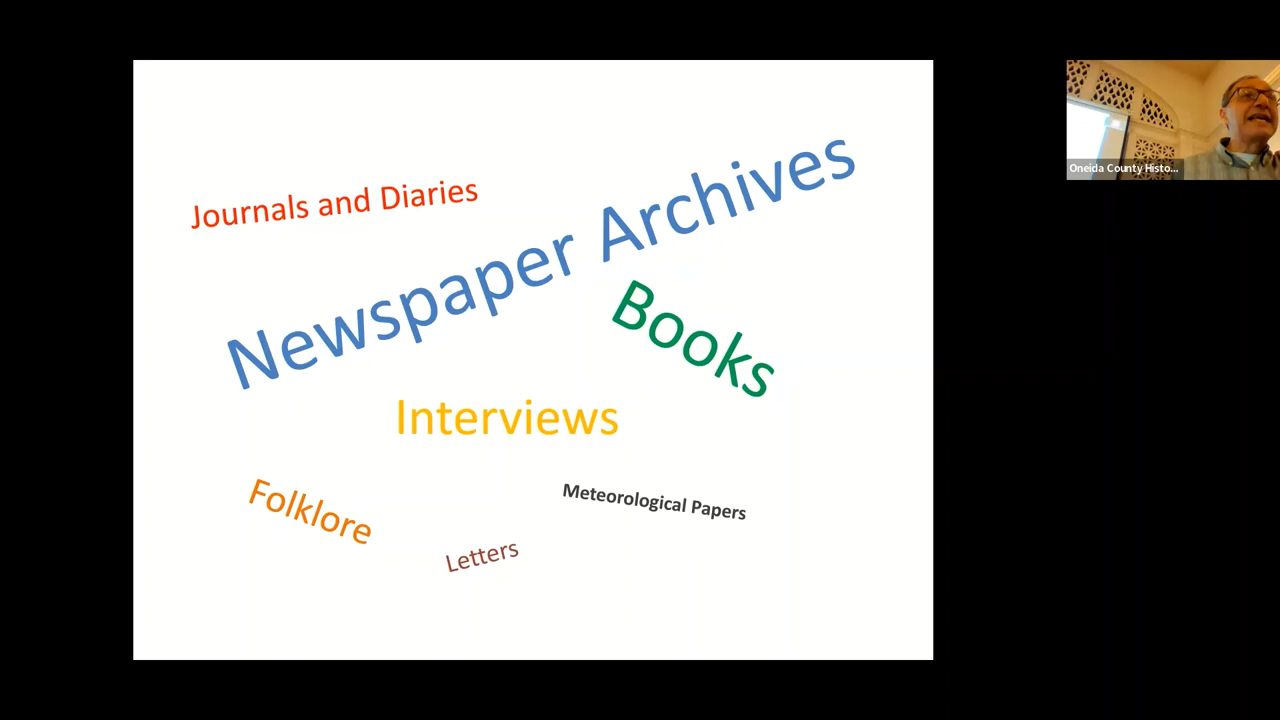 Journals and Diaries
Newspaper Archives
Books
Interviews
Folklore
Meteorological Papers
Letters
Oneida County Histo...